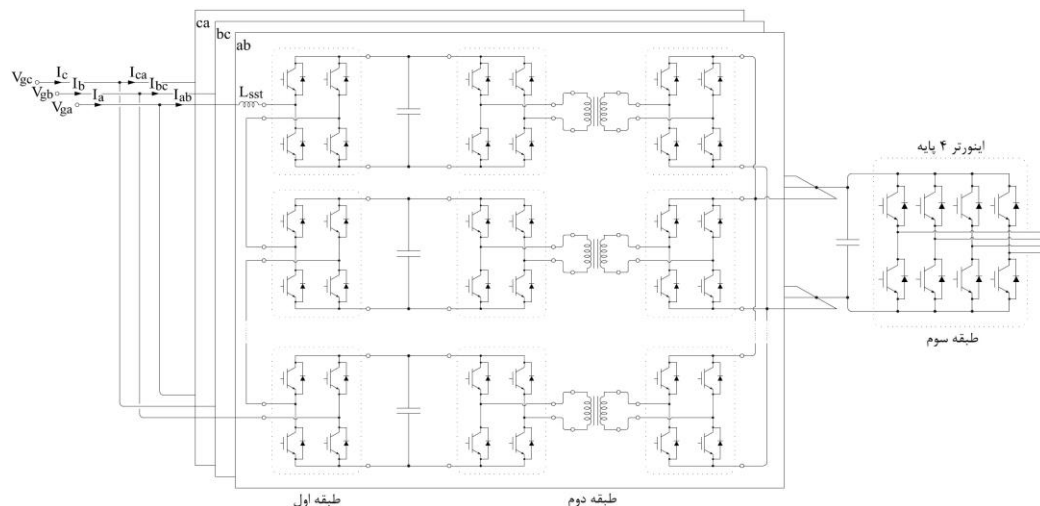 ca
bc
ab
Vgc
Ic
Ica
Vgb
Ib
Ibc
Vga
Ia
Iab
Lsst
اینورتر ۴ پایه
طبقه سوم
طبقه اول
طبقه دوم